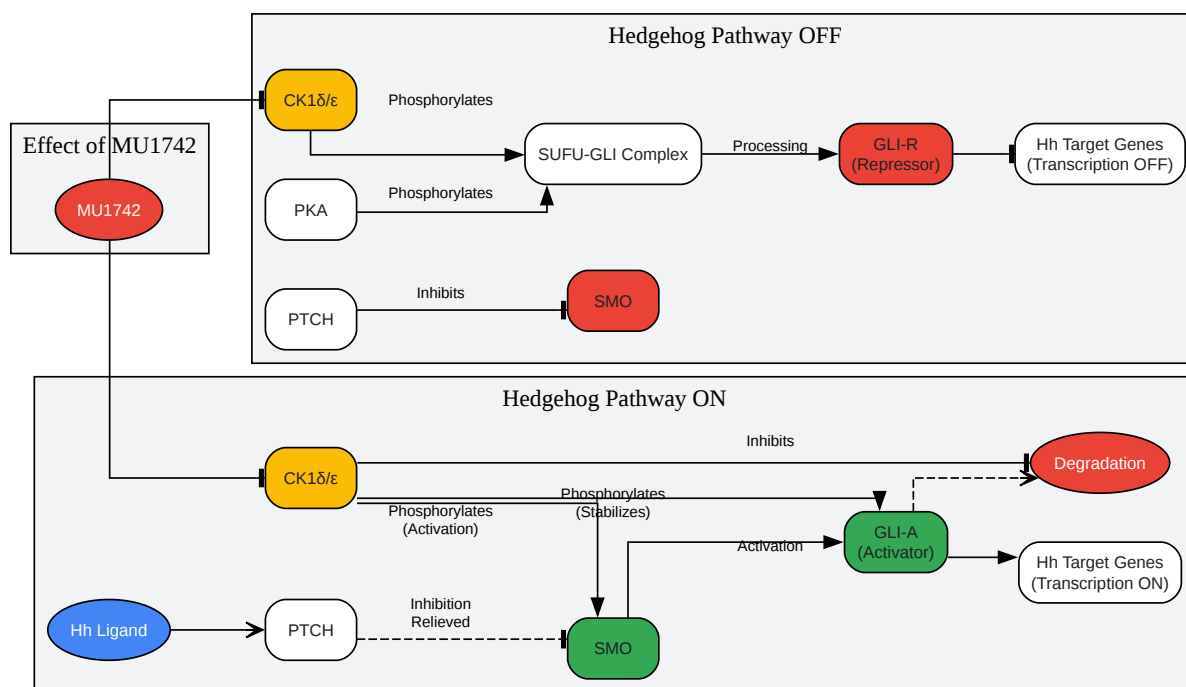 Hedgehog Pathway OFF
CK1δ/ε
Phosphorylates
Effect of MU1742
SUFU-GLI Complex
Processing
GLI-R
(Repressor)
Hh Target Genes
(Transcription OFF)
MU1742
PKA
Phosphorylates
PTCH
Inhibits
SMO
Hedgehog Pathway ON
Inhibits
CK1δ/ε
Degradation
Phosphorylates
(Stabilizes)
Phosphorylates
(Activation)
Activation
GLI-A
(Activator)
Hh Target Genes
(Transcription ON)
Hh Ligand
PTCH
Inhibition
Relieved
SMO